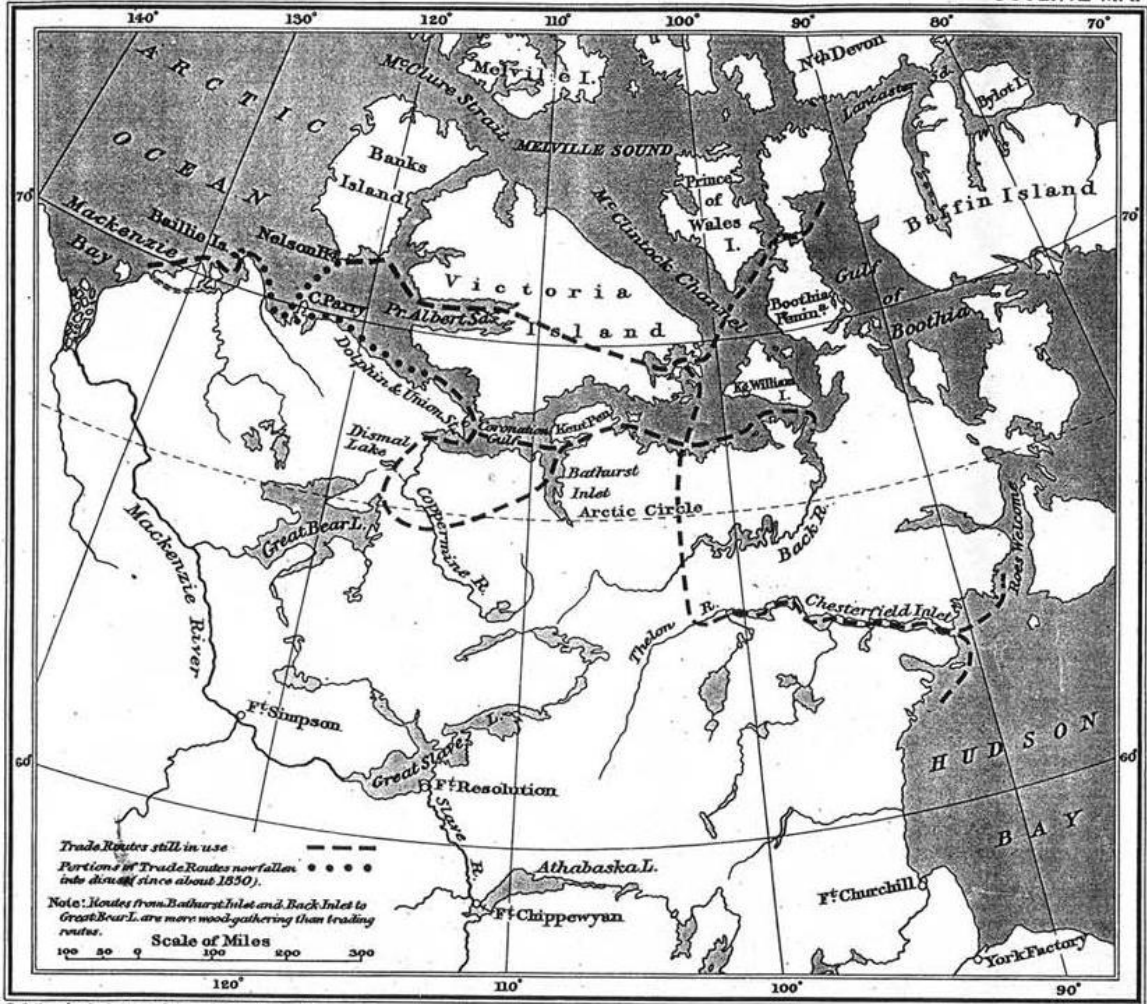 140°
130°
120°
110°
100°
90°
80°
70°
ARCTIC
OCEAN
McClure Strait
Melville I.
Nth Devon
Lancaster
Sd.
Bylot I.
MELVILLE SOUND
Banks
Island
Prince
of
Wales
I.
Baffin Island
70°
70°
Mackenzie
Bay
Baillie Is.
Nelson Hd.
McClintock Channel
Victoria
Island
C. Parry
Pr. Albert Sd.
Boothia
Penin.a
Gulf
of
Boothia
Dolphin & Union St.
Kg William
I.
Coronation
Gulf
Kent Pen
Dismal
Lake
Bathurst
Inlet
Arctic Circle
Coppermine R.
Great Bear L.
Back R.
Roes Welcome
Mackenzie
River
Thelon R.
Chesterfield Inlet
Ft. Simpson
Great Slave L.
Ft. Resolution
HUDSON
BAY
60°
60°
Slave R.
Athabaska L.
Ft. Chippewyan
Ft. Churchill
York Factory
Trade Routes still in use
Portions of Trade Routes now fallen
into disuse (since about 1850).
Note: Routes from Bathurst Inlet and Back Inlet to
Great Bear L. are more wood-gathering than trading
routes.
Scale of Miles
100 50 0 100 200 300
120°
110°
100°
90°